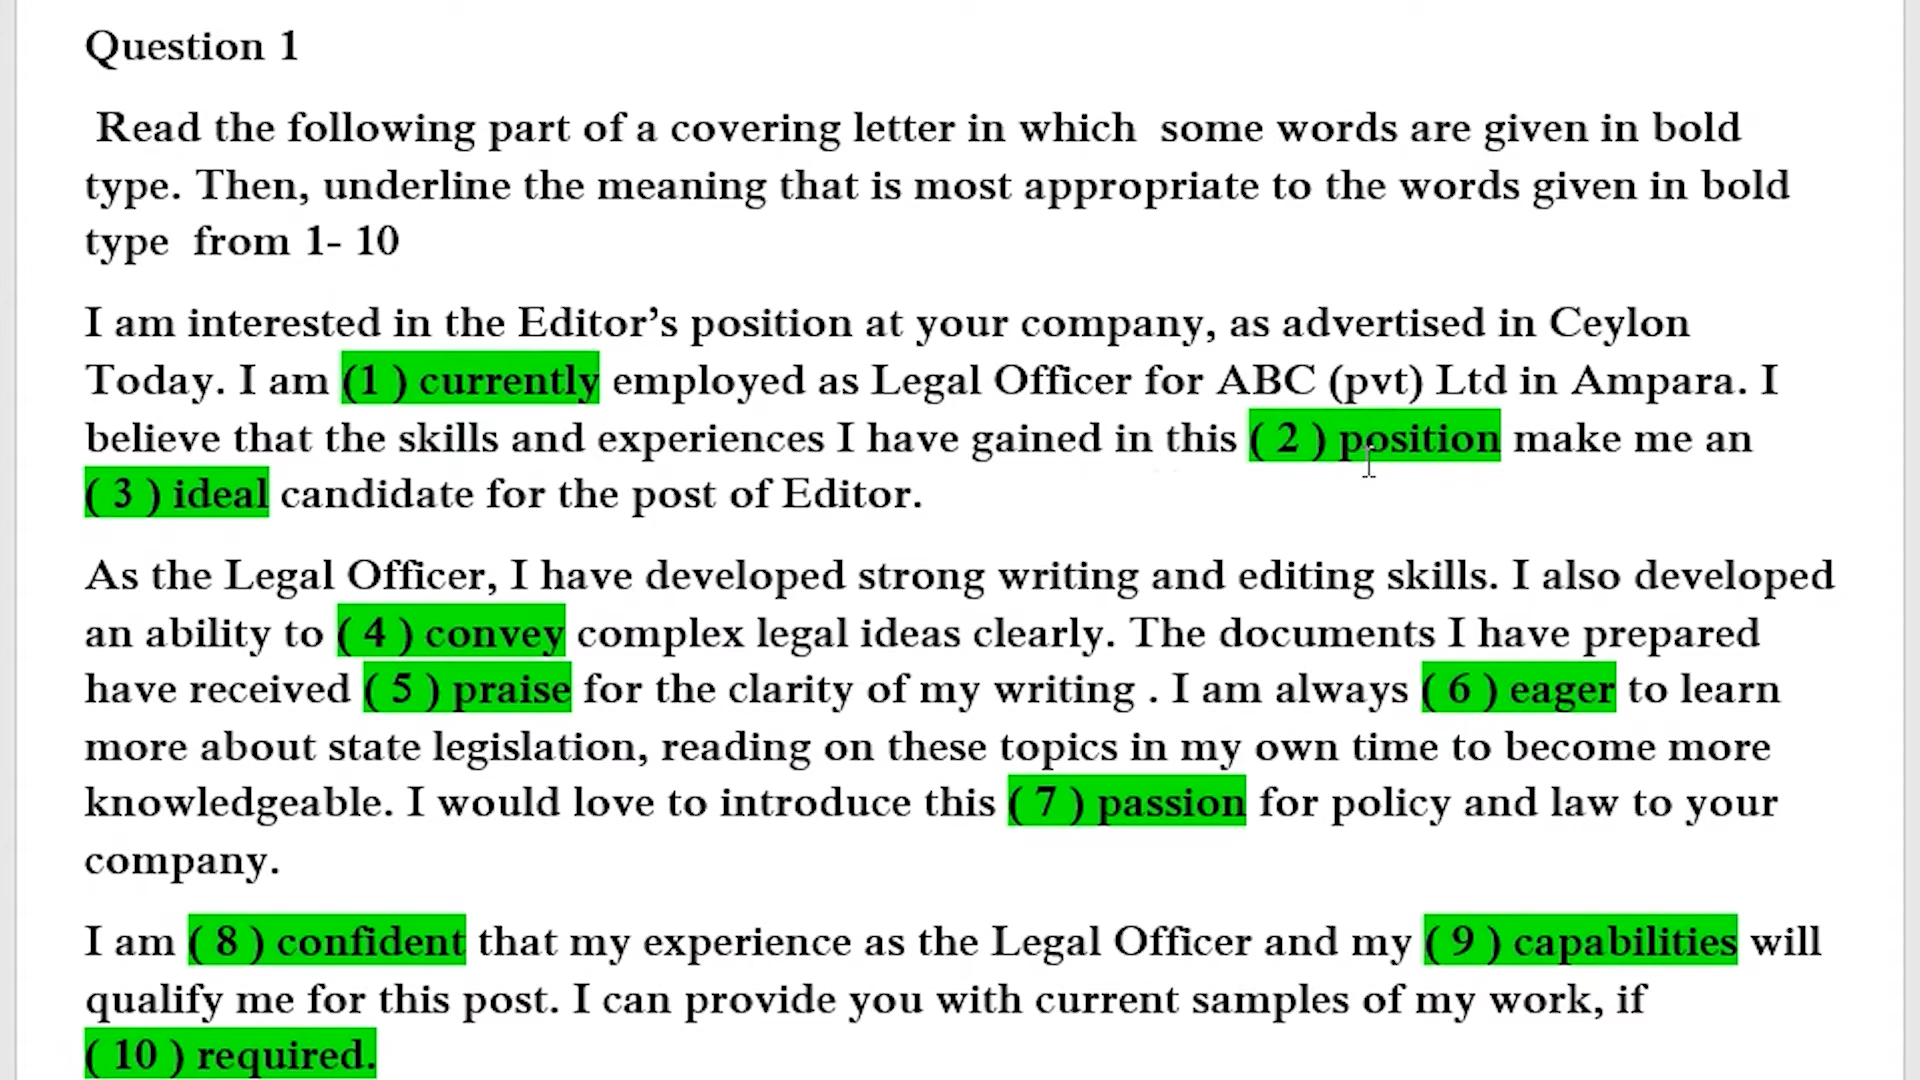 Question 1
Read the following part of a covering letter in which some words are given in bold
type. Then, underline the meaning that is most appropriate to the words given in bold
type from 1- 10
I am interested in the Editor’s position at your company, as advertised in Ceylon
Today. I am (1 ) currently employed as Legal Officer for ABC (pvt) Ltd in Ampara. I
believe that the skills and experiences I have gained in this ( 2 ) position make me an
( 3 ) ideal candidate for the post of Editor.
As the Legal Officer, I have developed strong writing and editing skills. I also developed
an ability to ( 4 ) convey complex legal ideas clearly. The documents I have prepared
have received ( 5 ) praise for the clarity of my writing . I am always ( 6 ) eager to learn
more about state legislation, reading on these topics in my own time to become more
knowledgeable. I would love to introduce this ( 7 ) passion for policy and law to your
company.
I am ( 8 ) confident that my experience as the Legal Officer and my ( 9 ) capabilities will
qualify me for this post. I can provide you with current samples of my work, if
( 10 ) required.